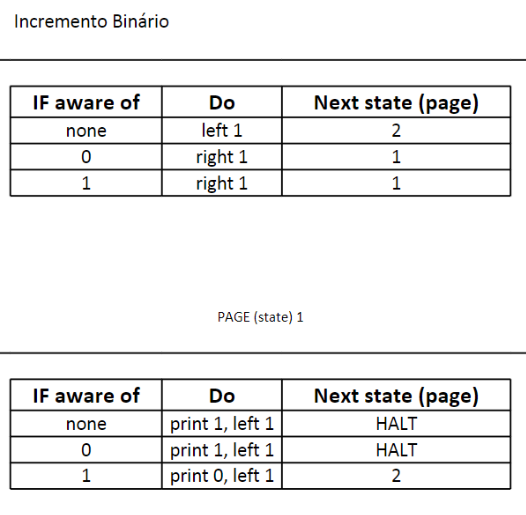 Incremento Binário
IF aware of Do Next state (page)
none left 1 2
0 right 1 1
1 right 1 1
PAGE (state) 1
IF aware of Do Next state (page)
none print 1, left 1 HALT
0 print 1, left 1 HALT
1 print 0, left 1 2